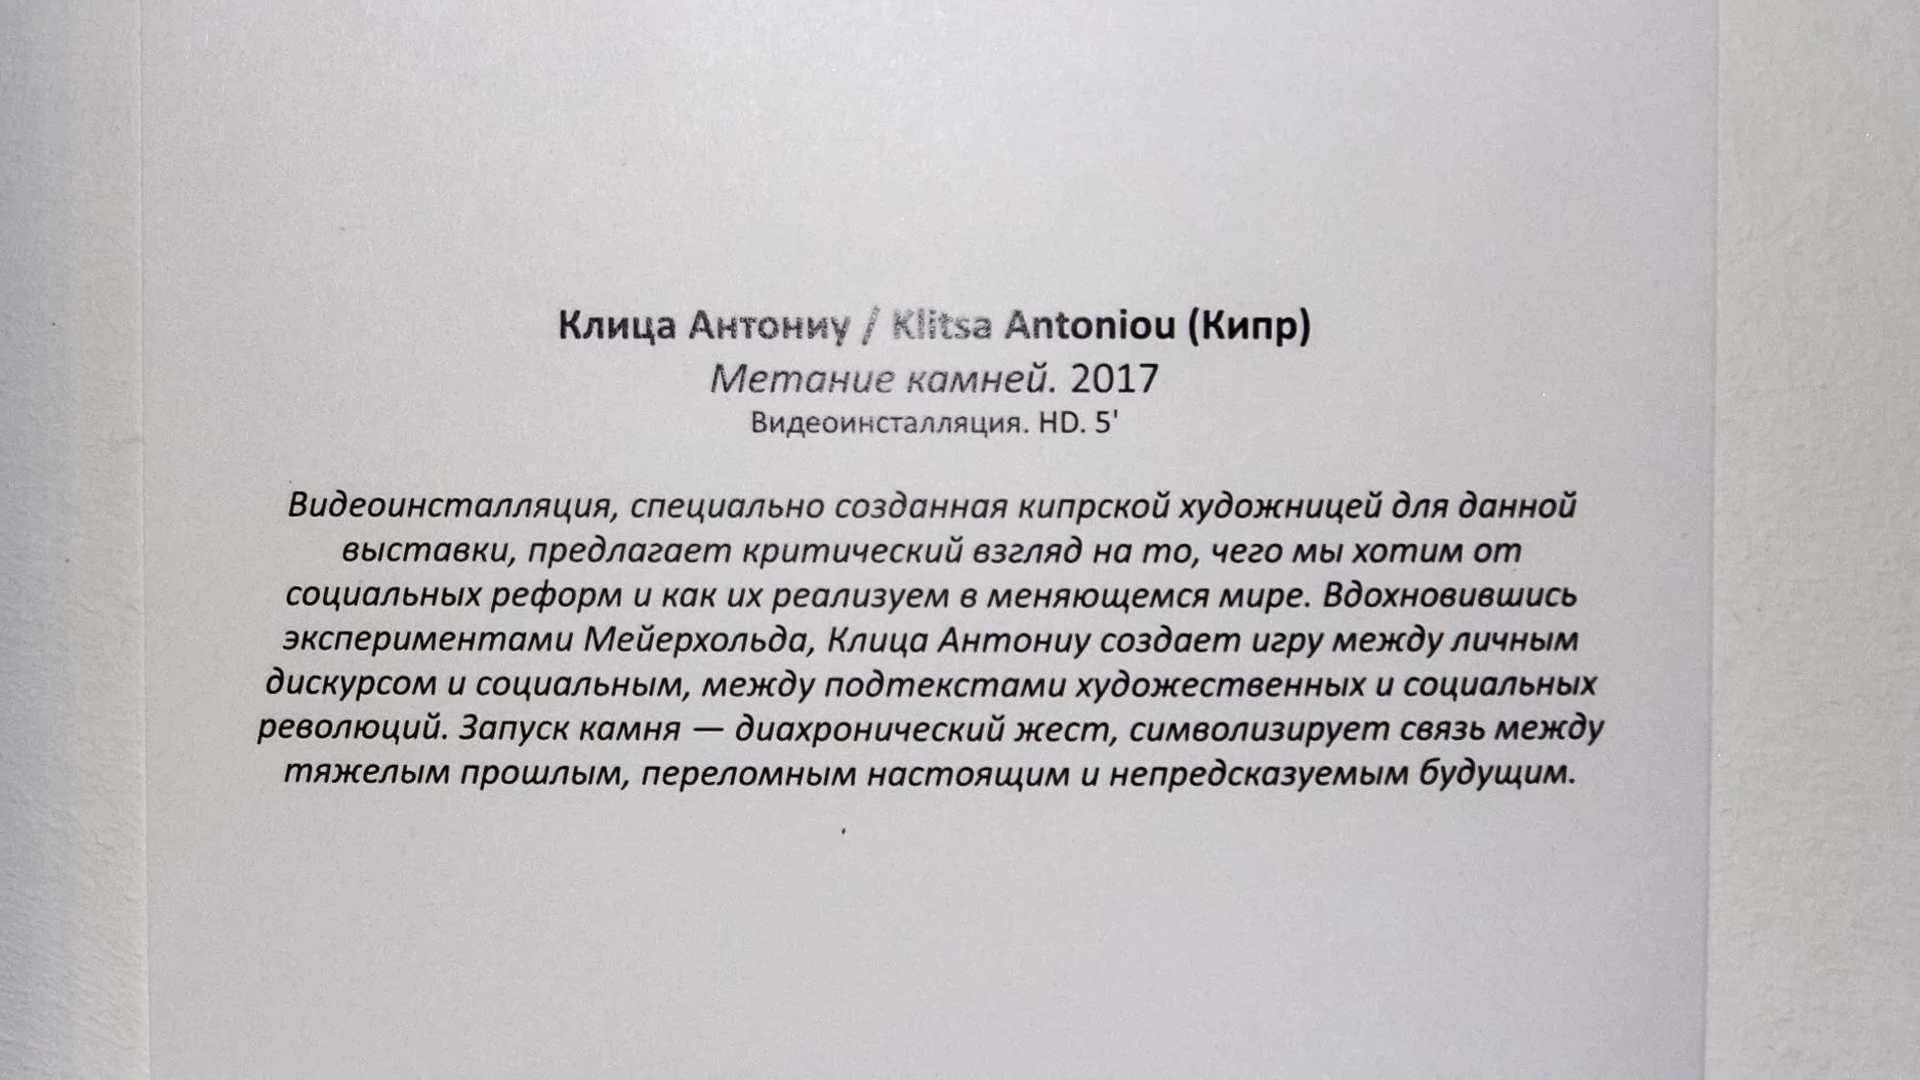 Клица Антониу / Klitsa Antoniou (Кипр)
Метание камней. 2017
Видеоинсталляция. HD. 5'
Видеоинсталляция, специально созданная кипрской художницей для данной
выставки, предлагает критический взгляд на то, чего мы хотим от
социальных реформ и как их реализуем в меняющемся мире. Вдохновившись
экспериментами Мейерхольда, Клица Антониу создает игру между личным
дискурсом и социальным, между подтекстами художественных и социальных
революций. Запуск камня — диахронический жест, символизирует связь между
тяжелым прошлым, переломным настоящим и непредсказуемым будущим.